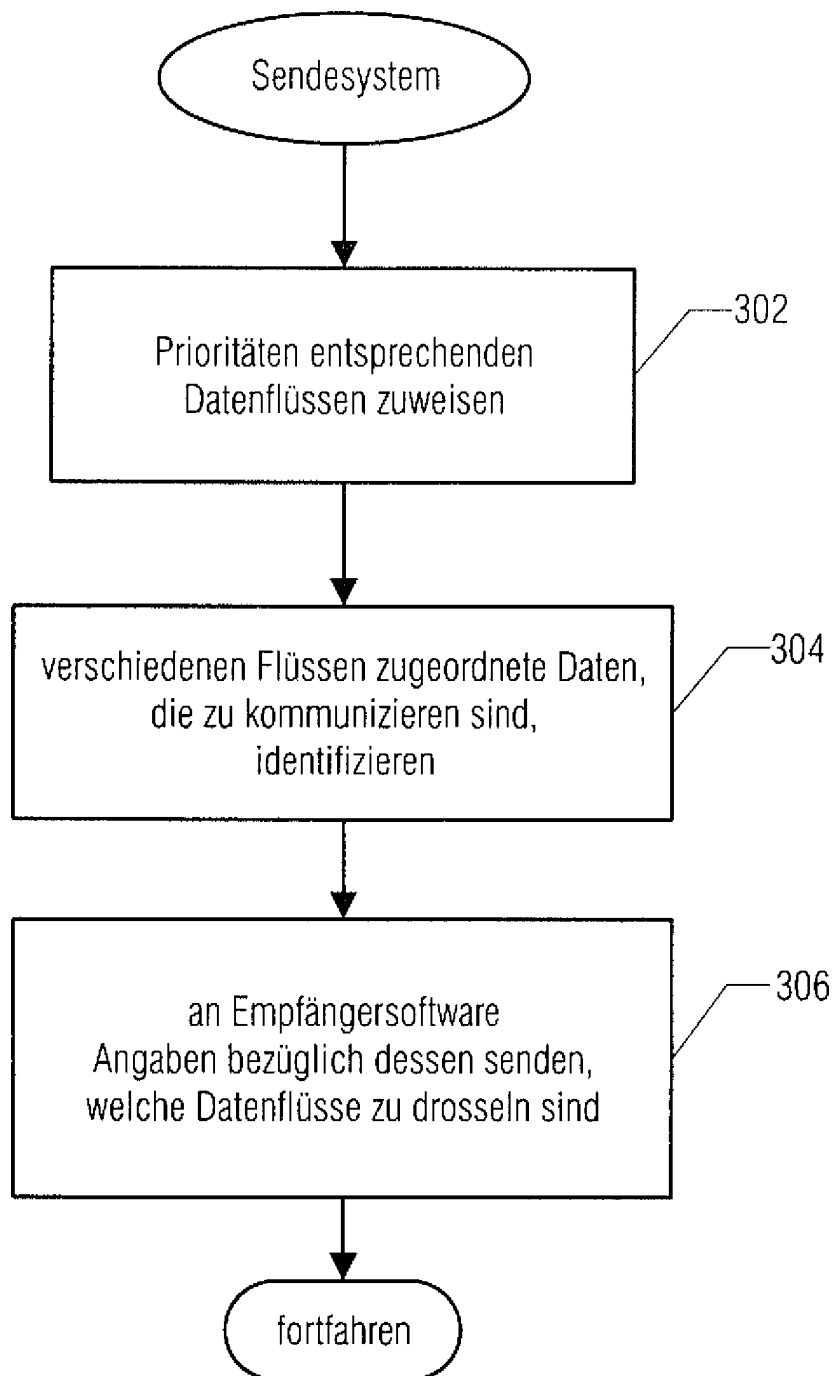 Sendesystem
Prioritäten entsprechenden
Datenflüssen zuweisen
302
verschiedenen Flüssen zugeordnete Daten,
die zu kommunizieren sind,
identifizieren
304
an Empfängersoftware
Angaben bezüglich dessen senden,
welche Datenflüsse zu drosseln sind
306
fortfahren